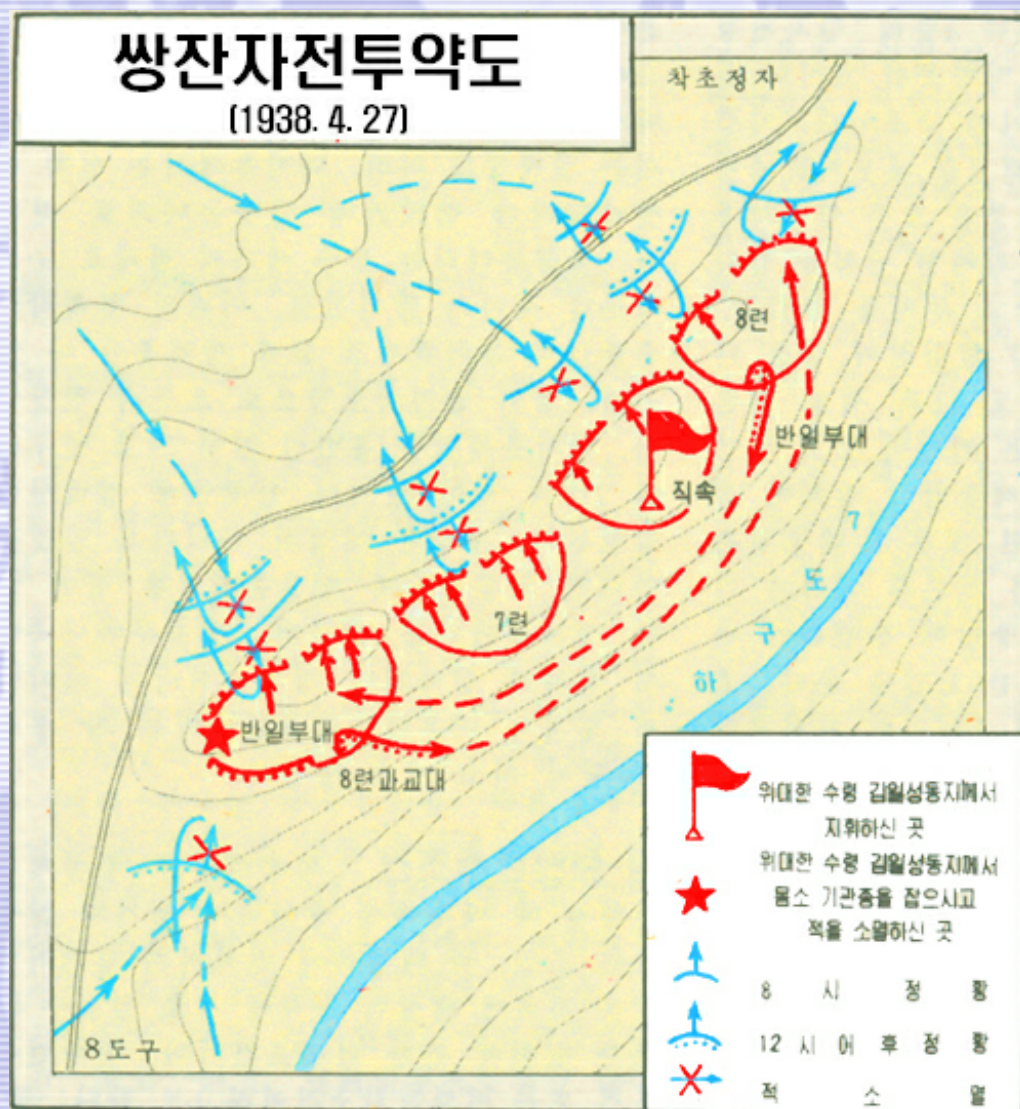 쌍잔자전투약도
(1938. 4. 27)
착초정자
8련
반일부대
직속
7련
7도구하
반일부대
8련과교대
8도구
위대한 수령 김일성동지께서
지휘하신 곳
위대한 수령 김일성동지께서
몸소 기관총을 잡으시고
적을 소멸하신 곳
8 시 정 황
12 시 이 후 정 황
적 소 멸